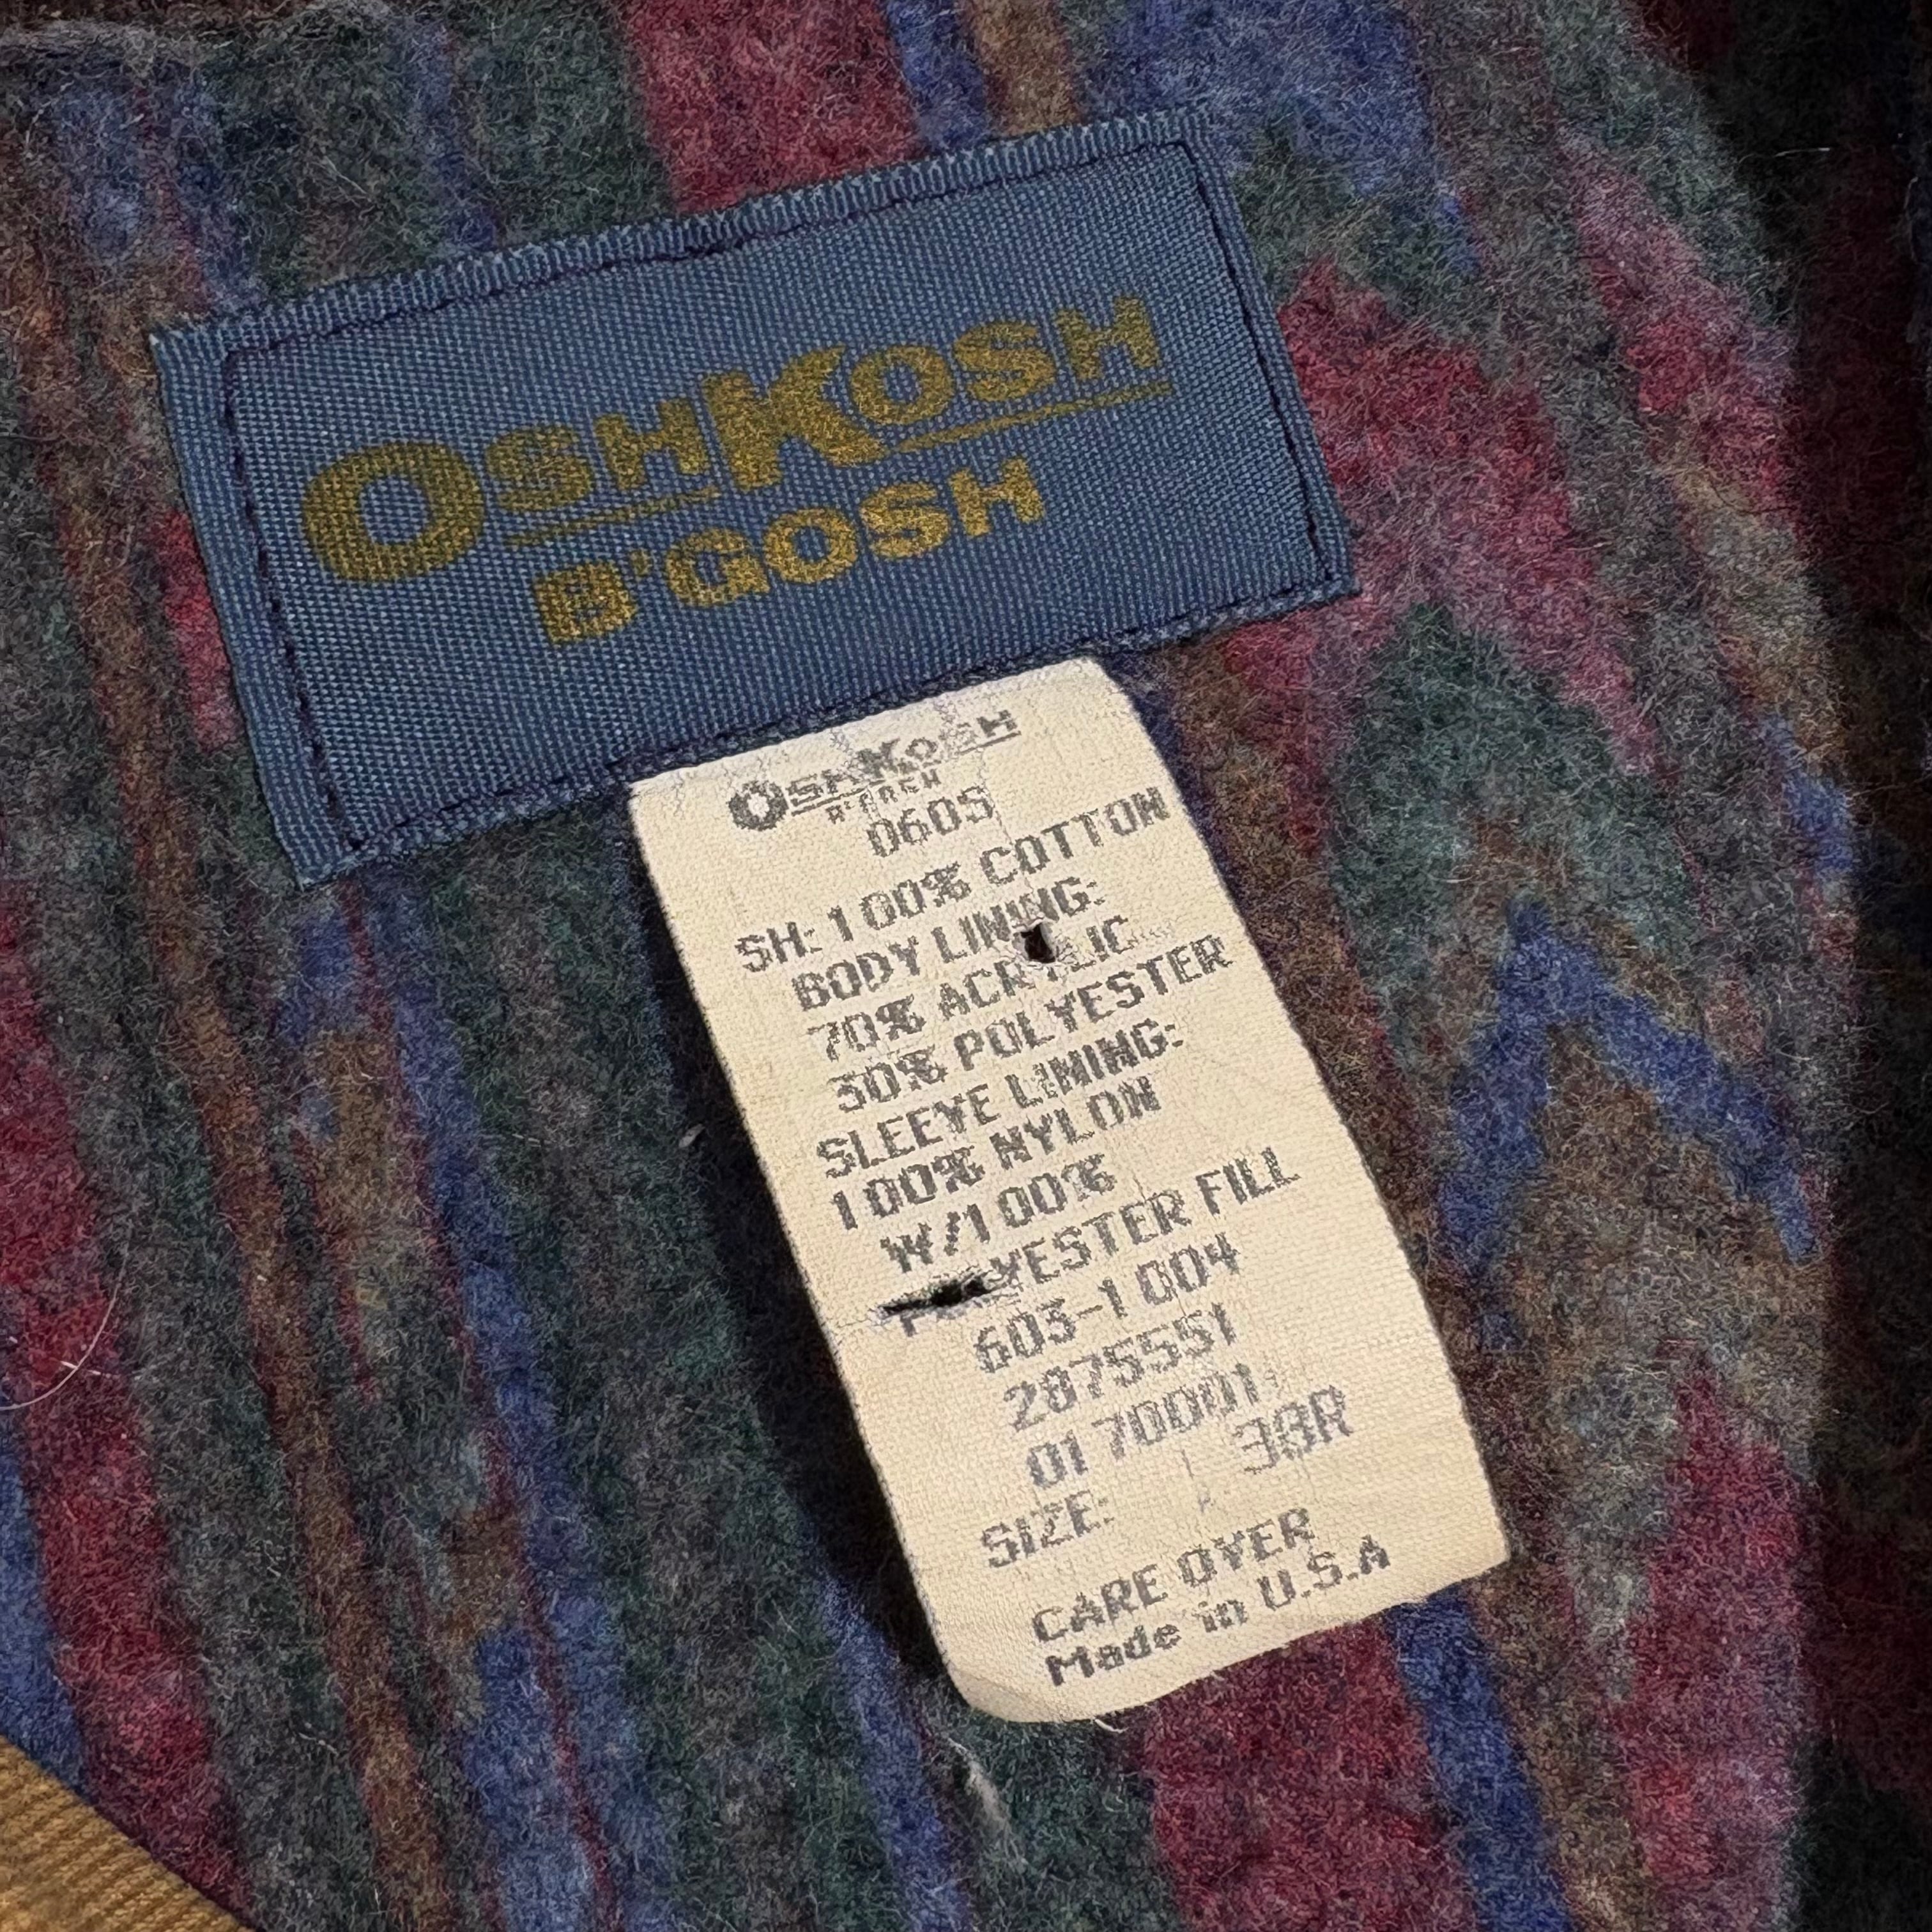 OSHKOSH
B'GOSH
OSHKOSH
B'GOSH
060S
SH: 100% COTTON
BODY LINING:
70% ACRYLIC
30% POLYESTER
SLEEVE LINING:
100% NYLON
W/100%
POLYESTER FILL
603-1004
2875551
0170001
SIZE: 38R
CARE OVER
Made in U.S.A